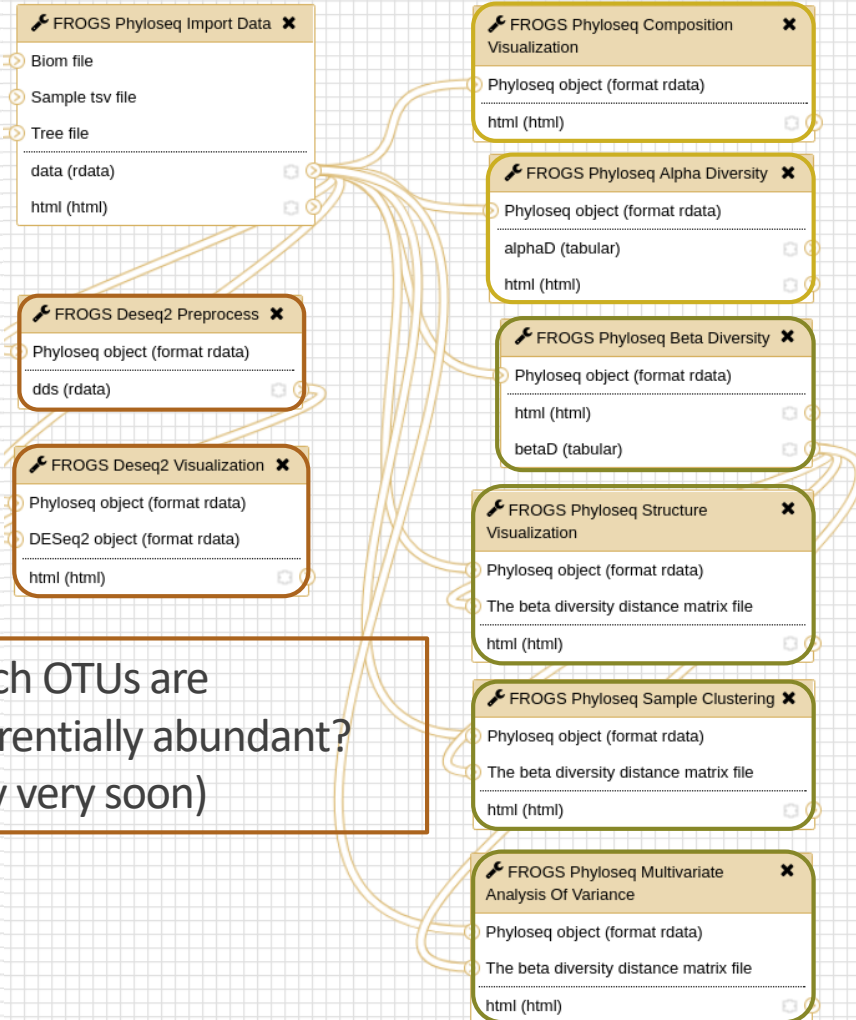 FROGS Phyloseq Import Data ✖
Biom file
Sample tsv file
Tree file
data (rdata)
html (html)
FROGS Deseq2 Preprocess ✖
Phyloseq object (format rdata)
dds (rdata)
FROGS Deseq2 Visualization ✖
Phyloseq object (format rdata)
DESeq2 object (format rdata)
html (html)
ch OTUs are
rentially abundant?
very soon)
FROGS Phyloseq Composition ✖
Visualization
Phyloseq object (format rdata)
html (html)
FROGS Phyloseq Alpha Diversity ✖
Phyloseq object (format rdata)
alphaD (tabular)
html (html)
FROGS Phyloseq Beta Diversity ✖
Phyloseq object (format rdata)
html (html)
betaD (tabular)
FROGS Phyloseq Structure ✖
Visualization
Phyloseq object (format rdata)
The beta diversity distance matrix file
html (html)
FROGS Phyloseq Sample Clustering ✖
Phyloseq object (format rdata)
The beta diversity distance matrix file
html (html)
FROGS Phyloseq Multivariate ✖
Analysis Of Variance
Phyloseq object (format rdata)
The beta diversity distance matrix file
html (html)